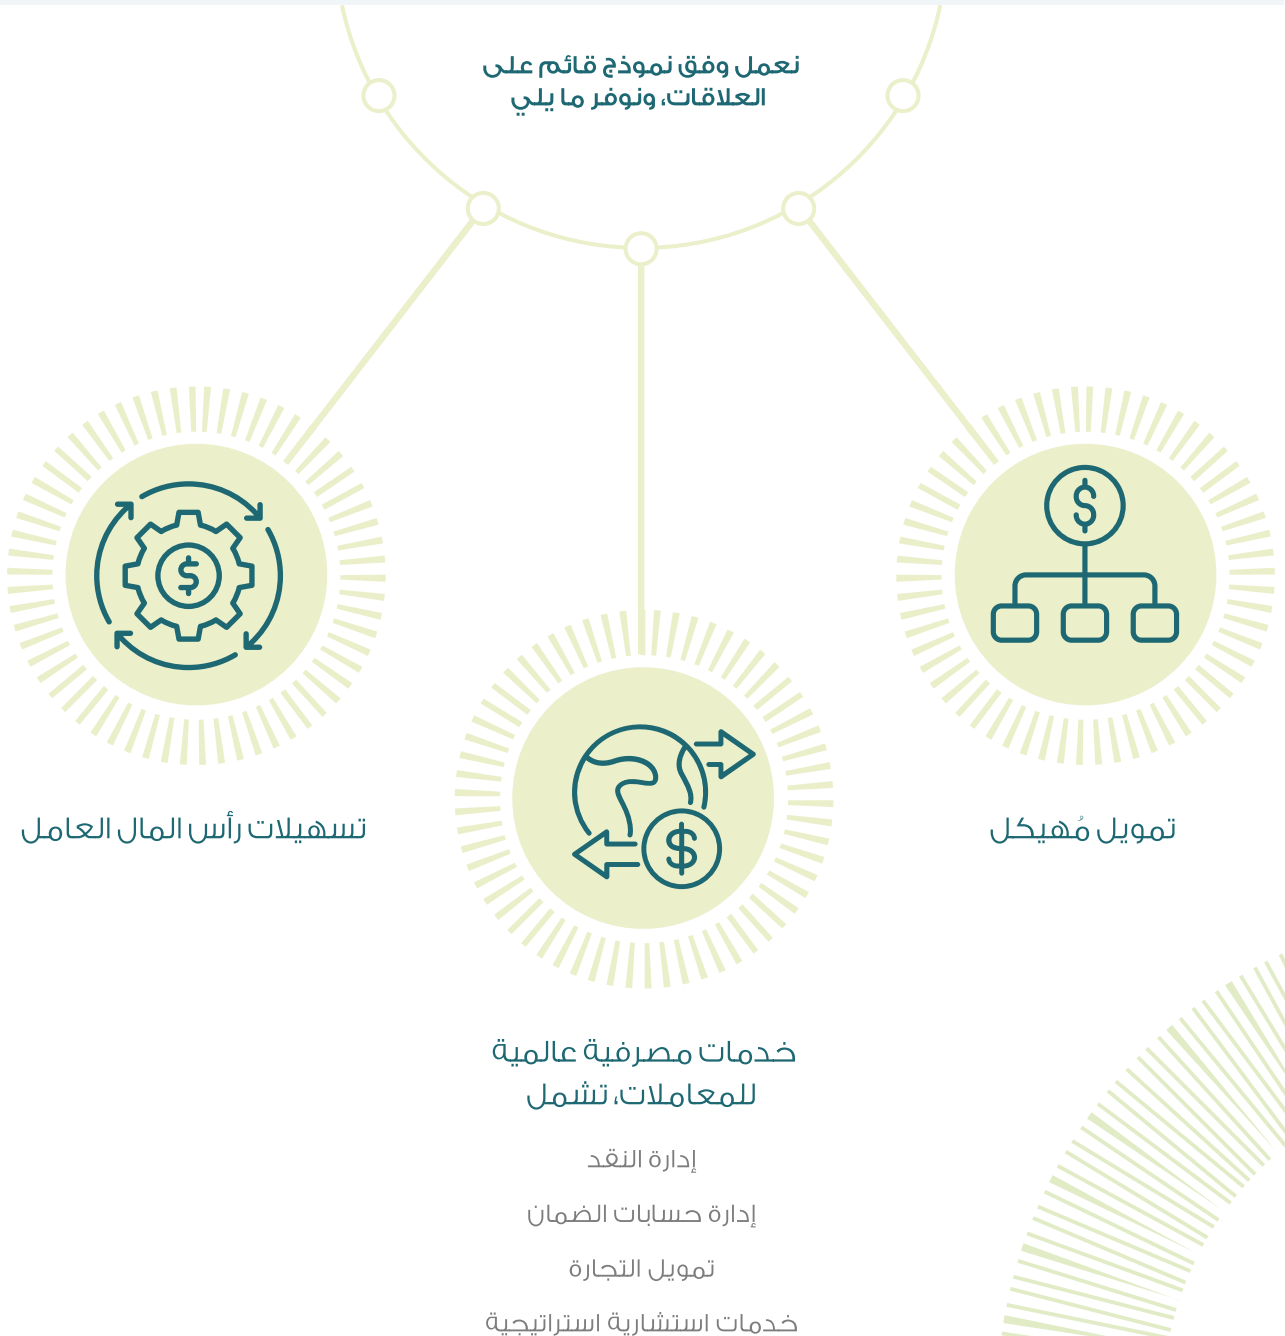 نعمل وفق نموذج قائم على
العلاقات، ونوفر ما يلي
تمويل مُهيكل
تسهيلات رأس المال العامل
خدمات مصرفية عالمية
للمعاملات، تشمل
إدارة النقد
إدارة حسابات الضمان
تمويل التجارة
خدمات استشارية استراتيجية